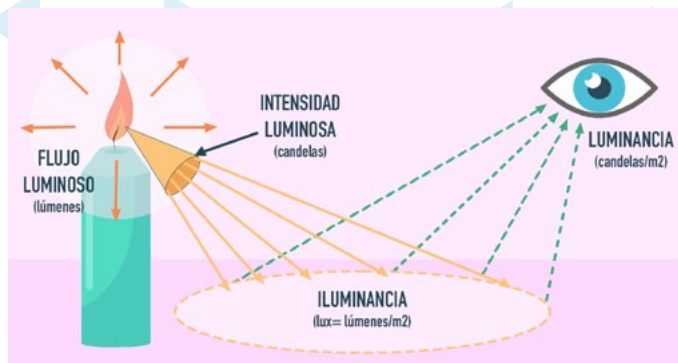 INTENSIDAD
LUMINOSA
(candelas)
FLUJO
LUMINOSO
(lúmenes)
LUMINANCIA
(candelas/m2)
ILUMINANCIA
(lux= lúmenes/m2)